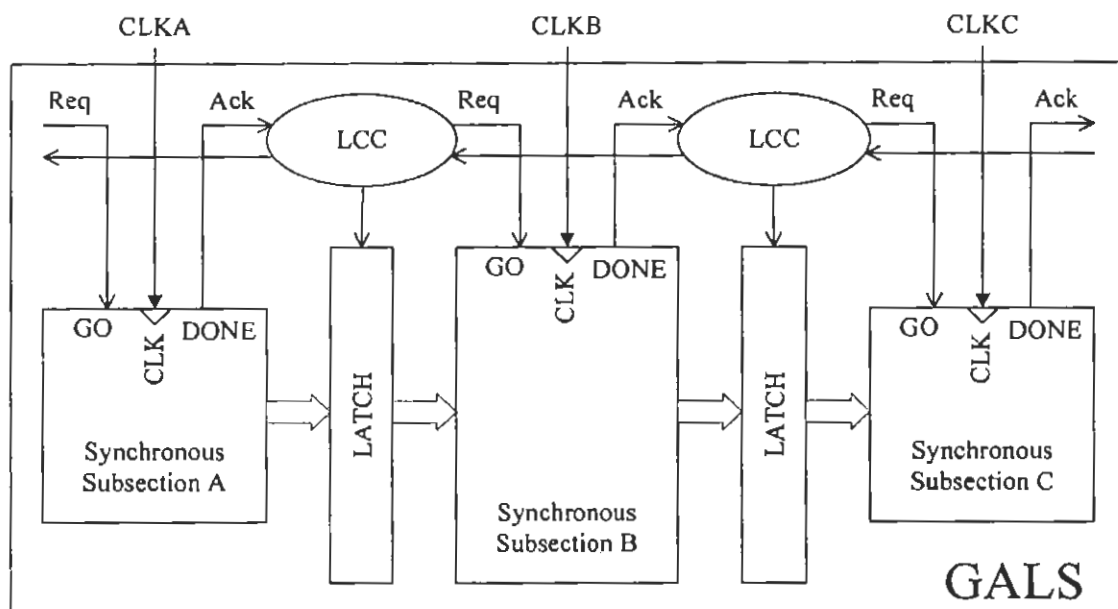 CLKA CLKB CLKC
Req Ack Req Ack Req Ack
LCC LCC
GO CLK DONE
GO CLK DONE
GO CLK DONE
LATCH
LATCH
Synchronous
Subsection A
Synchronous
Subsection B
Synchronous
Subsection C
GALS